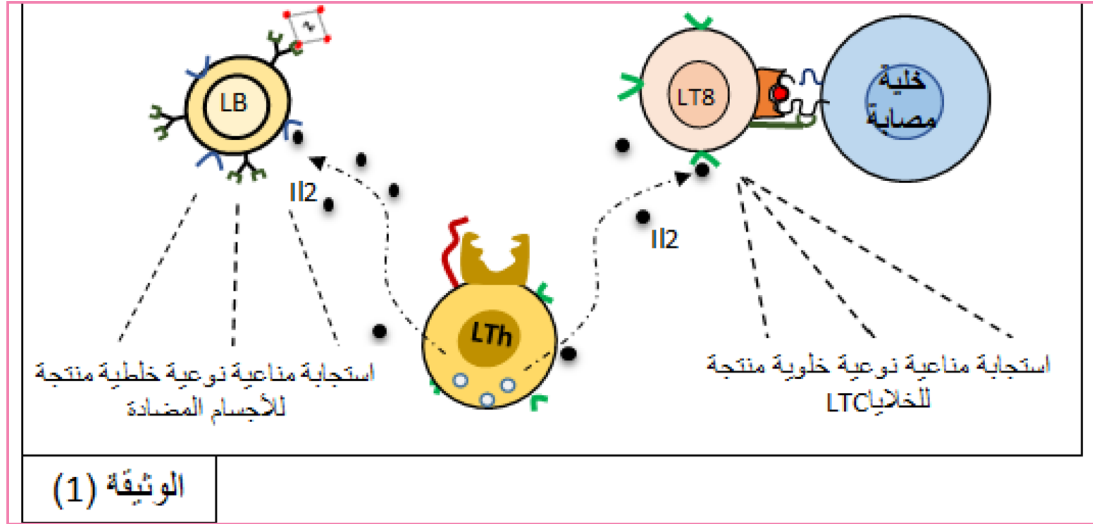 LB
LT8
خلية
مصابة
Il2
Il2
LTh
استجابة مناعية نوعية خلطية منتجة
للأجسام المضادة
استجابة مناعية نوعية خلوية منتجة
للخلاياLTC
الوثيقة (1)